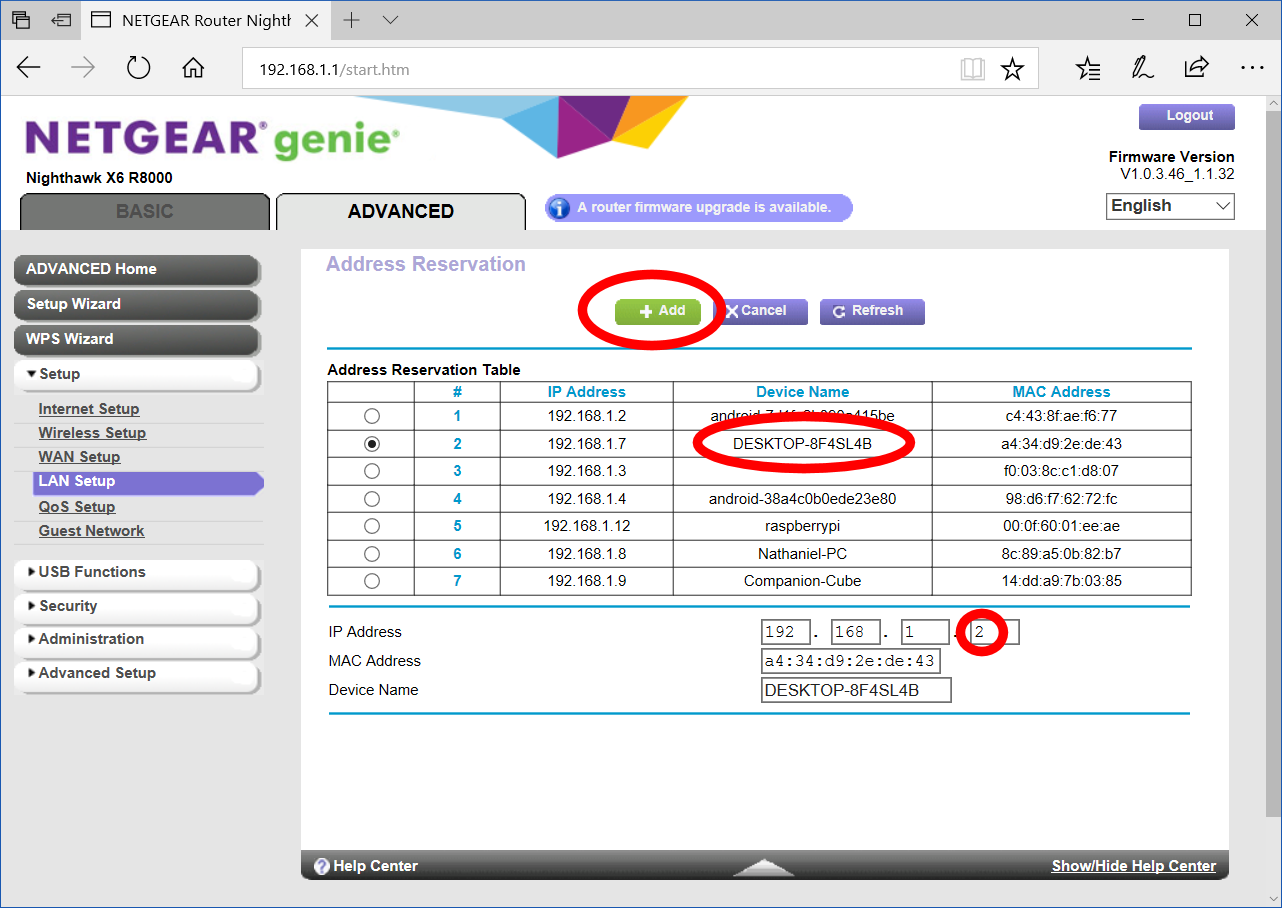 NETGEAR Router Nighth
192.168.1.1/start.htm
NETGEAR® genie®
Logout
Nighthawk X6 R8000
Firmware Version
V1.0.3.46_1.1.32
BASIC
ADVANCED
A router firmware upgrade is available.
English
ADVANCED Home
Setup Wizard
WPS Wizard
Setup
Internet Setup
Wireless Setup
WAN Setup
LAN Setup
QoS Setup
Guest Network
USB Functions
Security
Administration
Advanced Setup
Address Reservation
Add Cancel Refresh
Address Reservation Table
# IP Address Device Name MAC Address
1 192.168.1.2 c4:43:8f:ae:f6:77
2 192.168.1.7 DESKTOP-8F4SL4B a4:34:d9:2e:de:43
3 192.168.1.3 f0:03:8c:c1:d8:07
4 192.168.1.4 android-38a4c0b0ede23e80 98:d6:f7:62:72:fc
5 192.168.1.12 raspberrypi 00:0f:60:01:ee:ae
6 192.168.1.8 Nathaniel-PC 8c:89:a5:0b:82:b7
7 192.168.1.9 Companion-Cube 14:dd:a9:7b:03:85
IP Address 192 . 168 . 1 . 2
MAC Address a4:34:d9:2e:de:43
Device Name DESKTOP-8F4SL4B
Help Center
Show/Hide Help Center